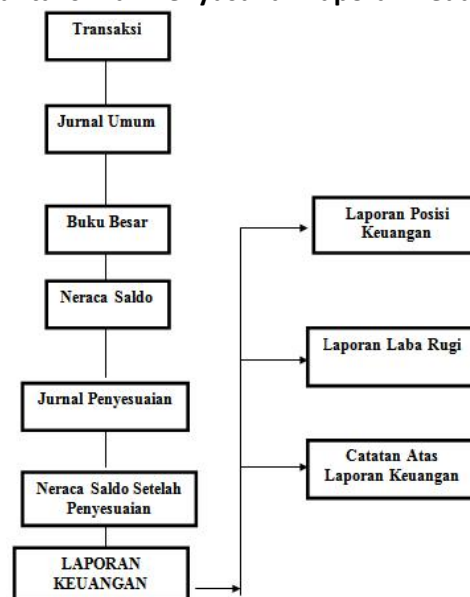 Transaksi
Jurnal Umum
Buku Besar
Neraca Saldo
Jurnal Penyesuaian
Neraca Saldo Setelah
Penyesuaian
LAPORAN
KEUANGAN
Laporan Posisi
Keuangan
Laporan Laba Rugi
Catatan Atas
Laporan Keuangan